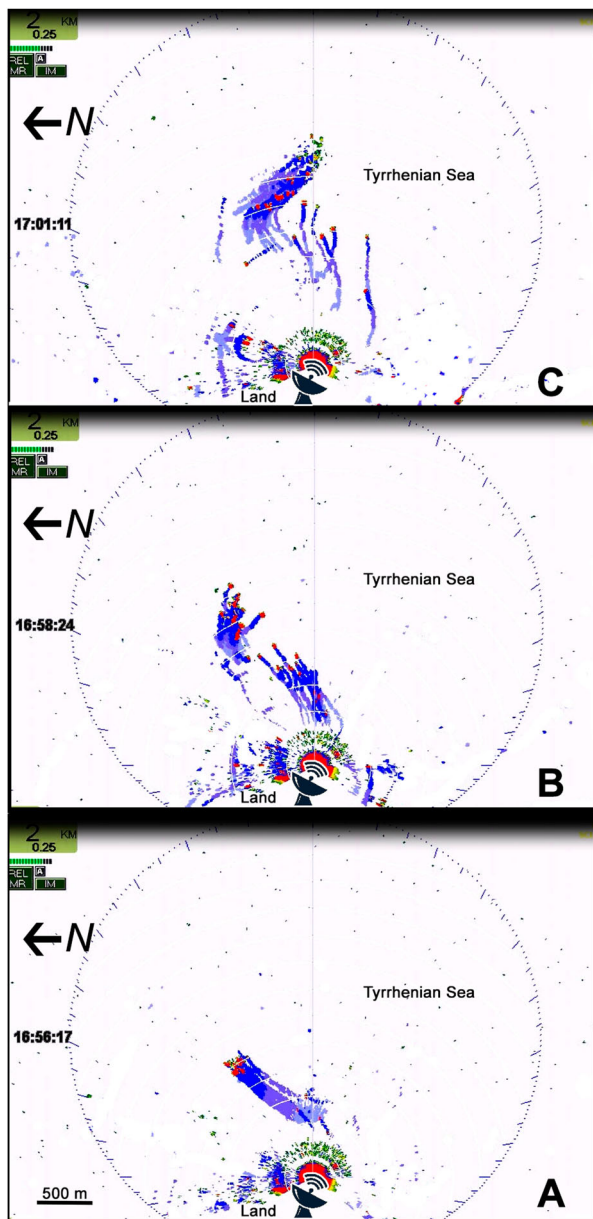 2 KM
0.25
REL A
MR IM
←N
Tyrrhenian Sea
17:01:11
Land
C
2 KM
0.25
REL A
MR IM
←N
Tyrrhenian Sea
16:58:24
Land
B
2 KM
0.25
REL A
MR IM
←N
Tyrrhenian Sea
16:56:17
500 m
Land
A